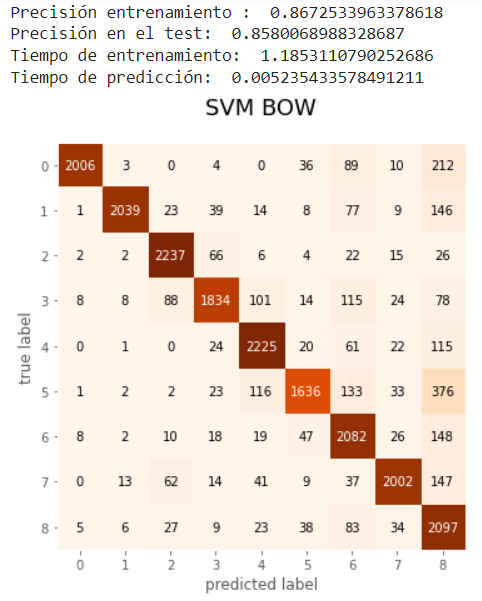 Precisión entrenamiento :  0.8672533963378618
Precisión en el test:  0.8580068988328687
Tiempo de entrenamiento:  1.1853110790252686
Tiempo de predicción:  0.005235433578491211
SVM BOW
0 2006 3 0 4 0 36 89 10 212
1 1 2039 23 39 14 8 77 9 146
2 2 2 2237 66 6 4 22 15 26
3 8 8 88 1834 101 14 115 24 78
4 0 1 0 24 2225 20 61 22 115
5 1 2 2 23 116 1636 133 33 376
6 8 2 10 18 19 47 2082 26 148
7 0 13 62 14 41 9 37 2002 147
8 5 6 27 9 23 38 83 34 2097
true label
0 1 2 3 4 5 6 7 8
predicted label